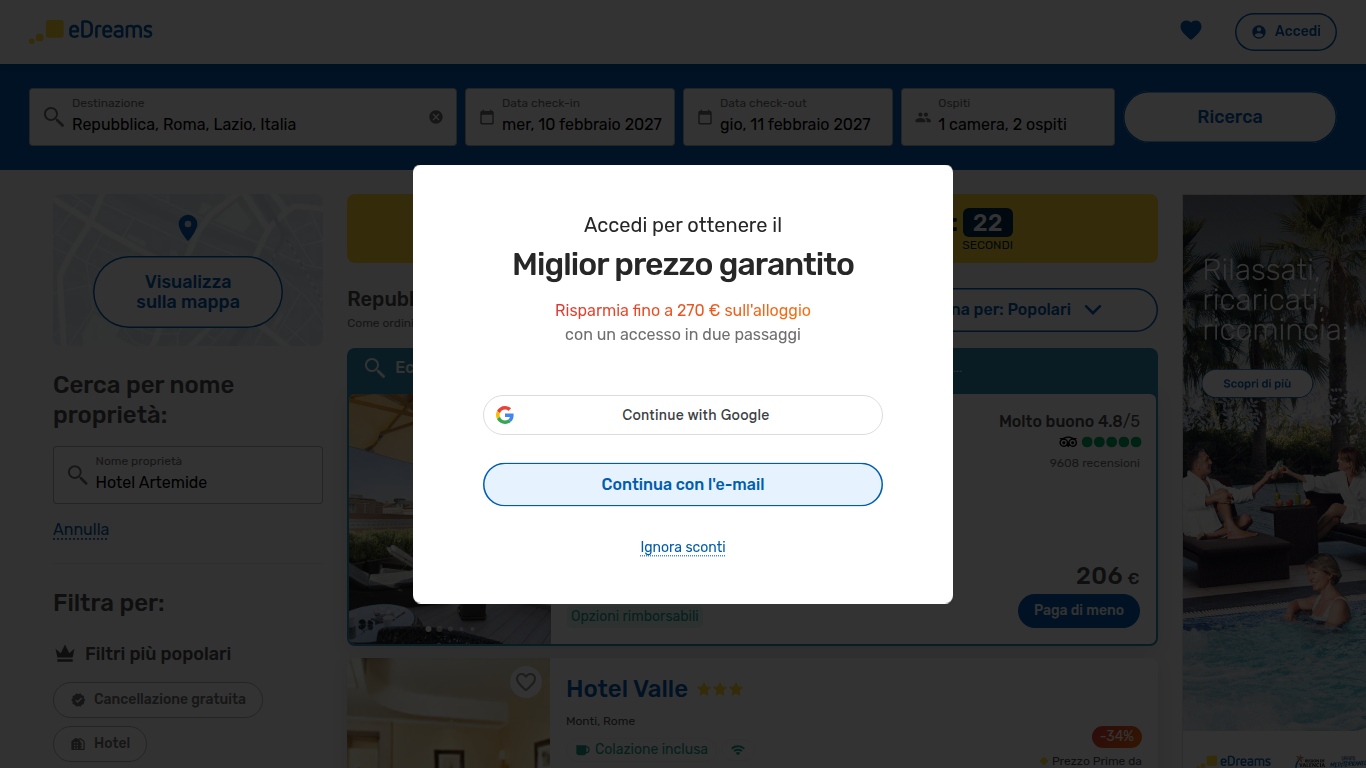 eDreams
Accedi
Destinazione
Repubblica, Roma, Lazio, Italia
Data check-in
mer, 10 febbraio 2027
Data check-out
gio, 11 febbraio 2027
Ospiti
1 camera, 2 ospiti
Ricerca
Accedi per ottenere il
Miglior prezzo garantito
Risparmia fino a 270 € sull'alloggio
con un accesso in due passaggi
Continue with Google
Continua con l'e-mail
Ignora sconti
Visualizza
sulla mappa
Cerca per nome
proprietà:
Nome proprietà
Hotel Artemide
Annulla
Filtra per:
Filtri più popolari
Cancellazione gratuita
Hotel
: 22
SECONDI
Come ordini
na per: Popolari
Molto buono 4.8/5
9608 recensioni
206 €
Opzioni rimborsabili
Paga di meno
Hotel Valle
Monti, Rome
Colazione inclusa
-34%
Prezzo Prime da
Rilassati,
ricaricati,
ricomincia.
Scopri di più
eDreams